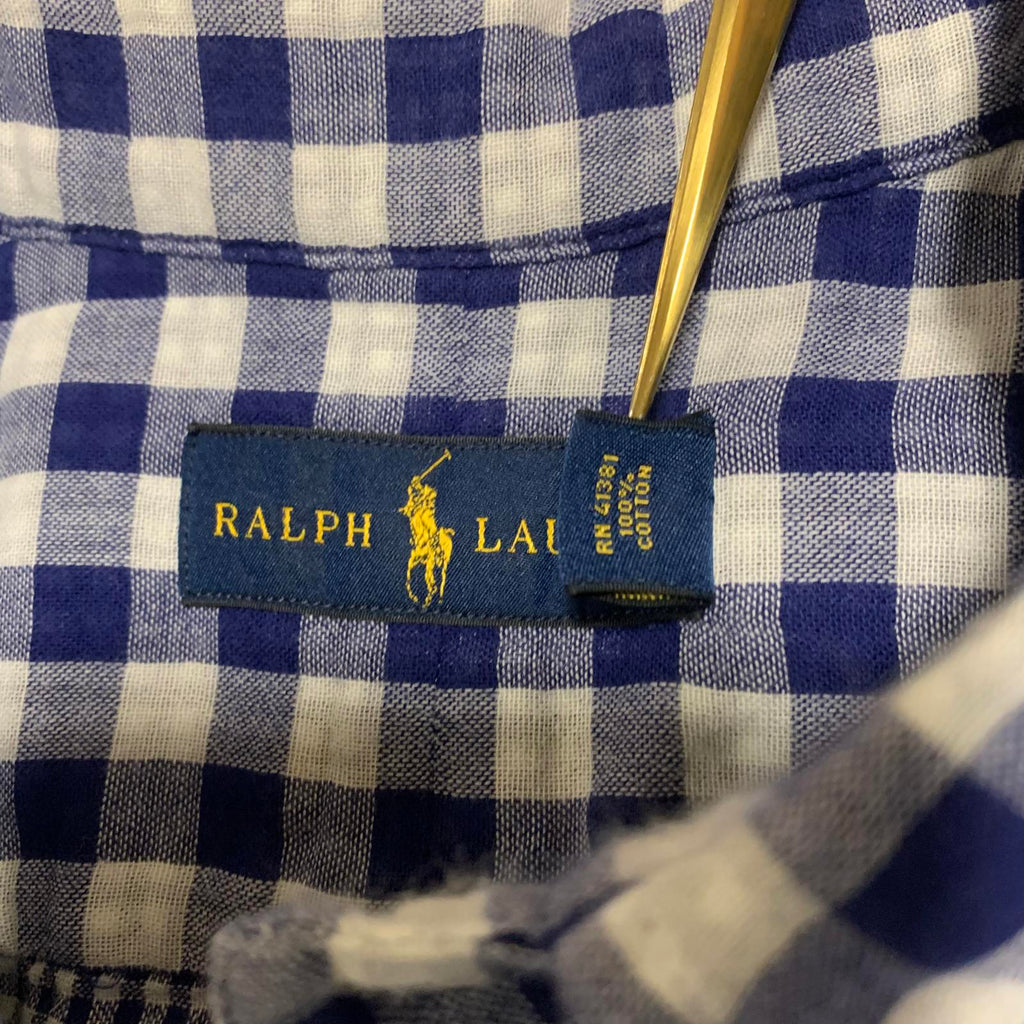 RALPH LAU
RN 41381
100%
COTTON